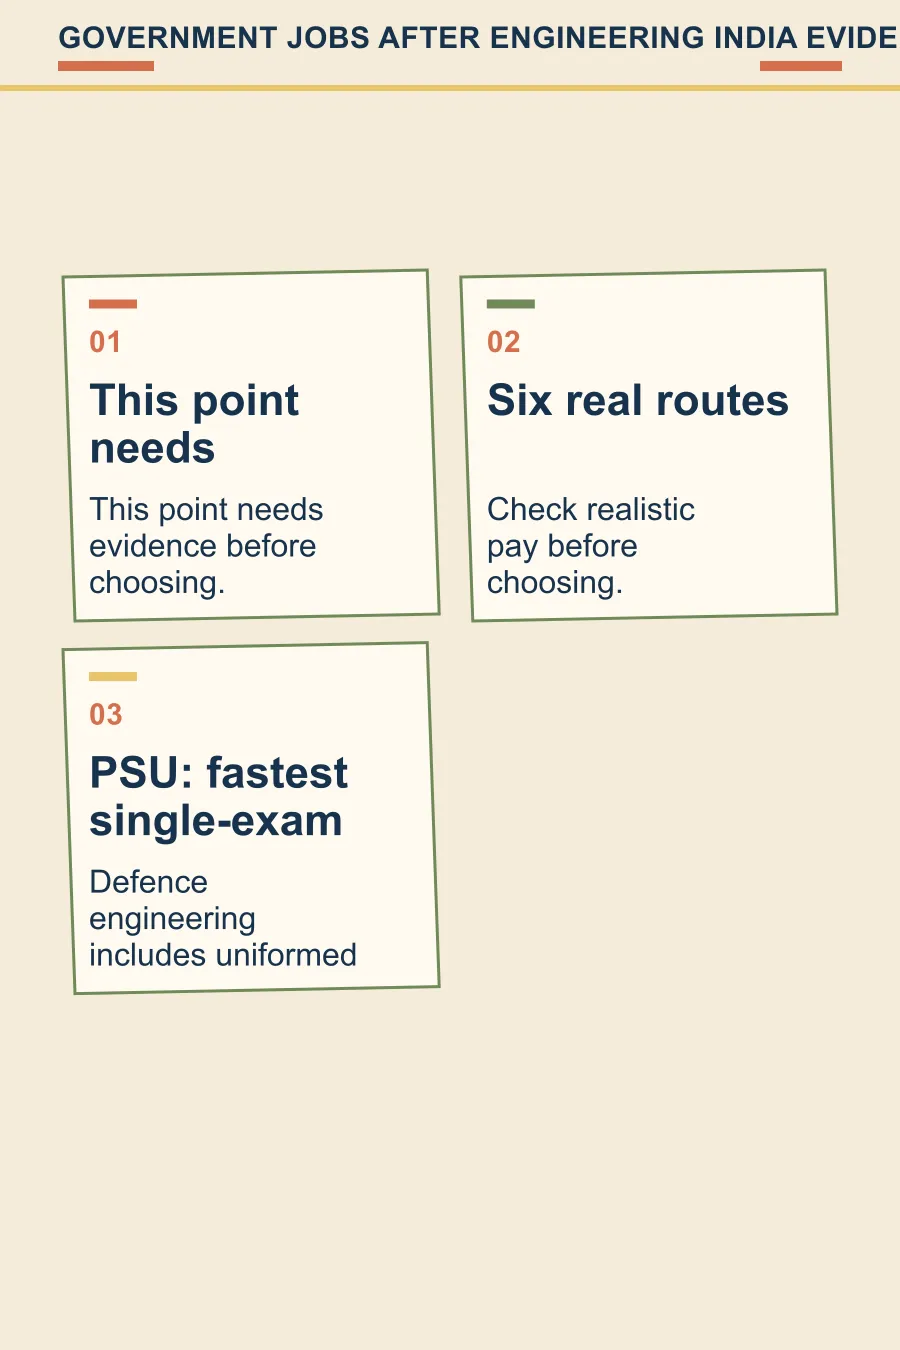 GOVERNMENT JOBS AFTER ENGINEERING INDIA EVIDE
01
This point
needs
This point needs
evidence before
choosing.
02
Six real routes
Check realistic
pay before
choosing.
03
PSU: fastest
single-exam
Defence
engineering
includes uniformed